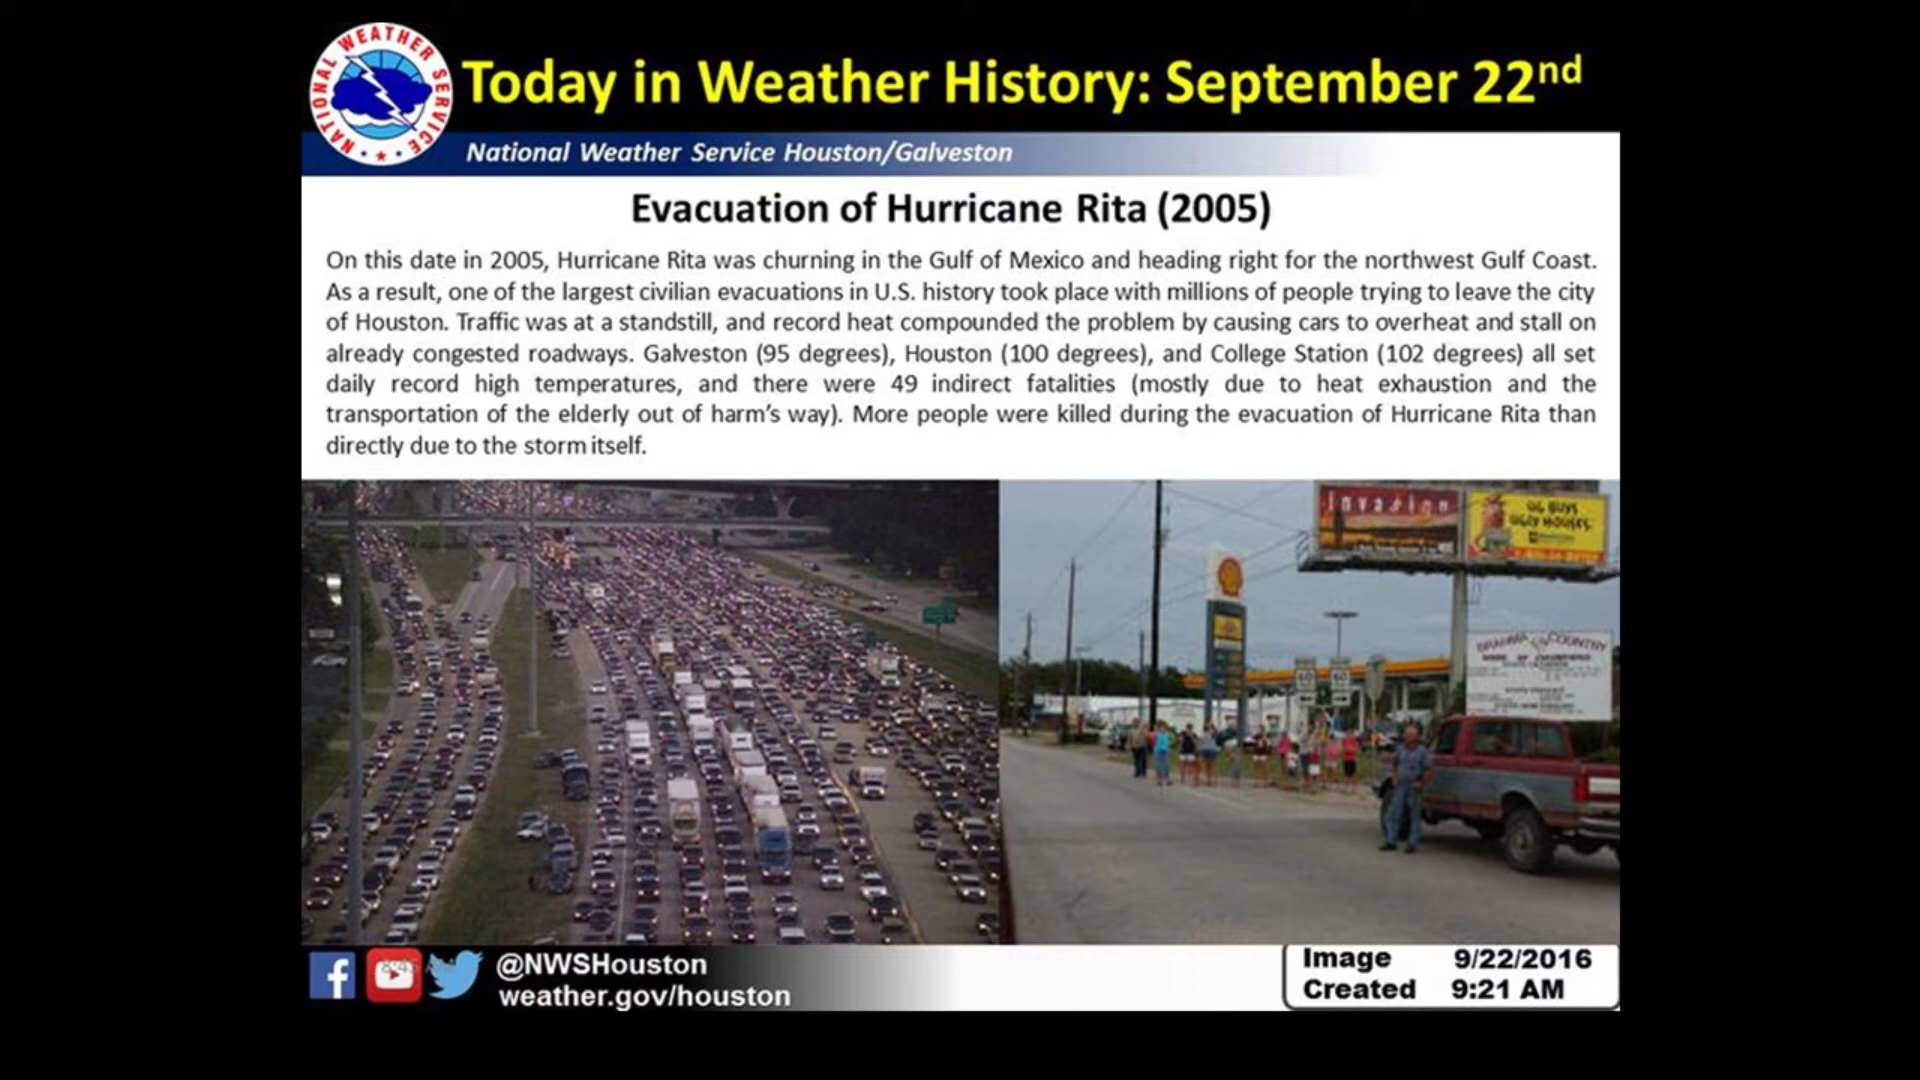 NATIONAL WEATHER SERVICE
Today in Weather History: September 22nd
National Weather Service Houston/Galveston
Evacuation of Hurricane Rita (2005)
On this date in 2005, Hurricane Rita was churning in the Gulf of Mexico and heading right for the northwest Gulf Coast.
As a result, one of the largest civilian evacuations in U.S. history took place with millions of people trying to leave the city
of Houston. Traffic was at a standstill, and record heat compounded the problem by causing cars to overheat and stall on
already congested roadways. Galveston (95 degrees), Houston (100 degrees), and College Station (102 degrees) all set
daily record high temperatures, and there were 49 indirect fatalities (mostly due to heat exhaustion and the
transportation of the elderly out of harm's way). More people were killed during the evacuation of Hurricane Rita than
directly due to the storm itself.
Invasion
UG BUYS
UGLY HOUSES
BRAHMA COUNTRY
@NWSHouston
weather.gov/houston
Image 9/22/2016
Created 9:21 AM